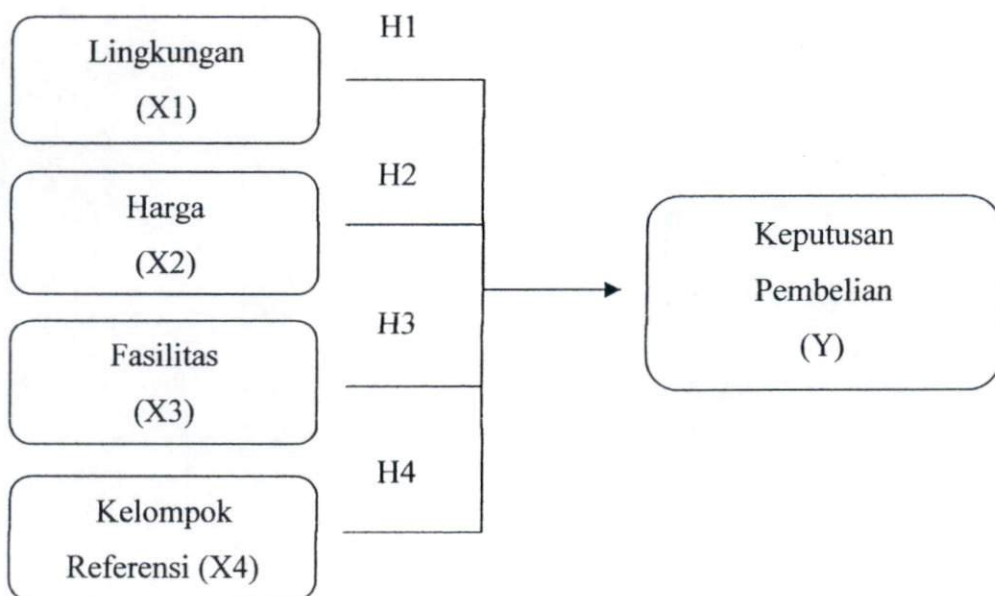 H1
Lingkungan
(X1)
H2
Harga
(X2)
H3
Fasilitas
(X3)
H4
Kelompok
Referensi (X4)
Keputusan
Pembelian
(Y)